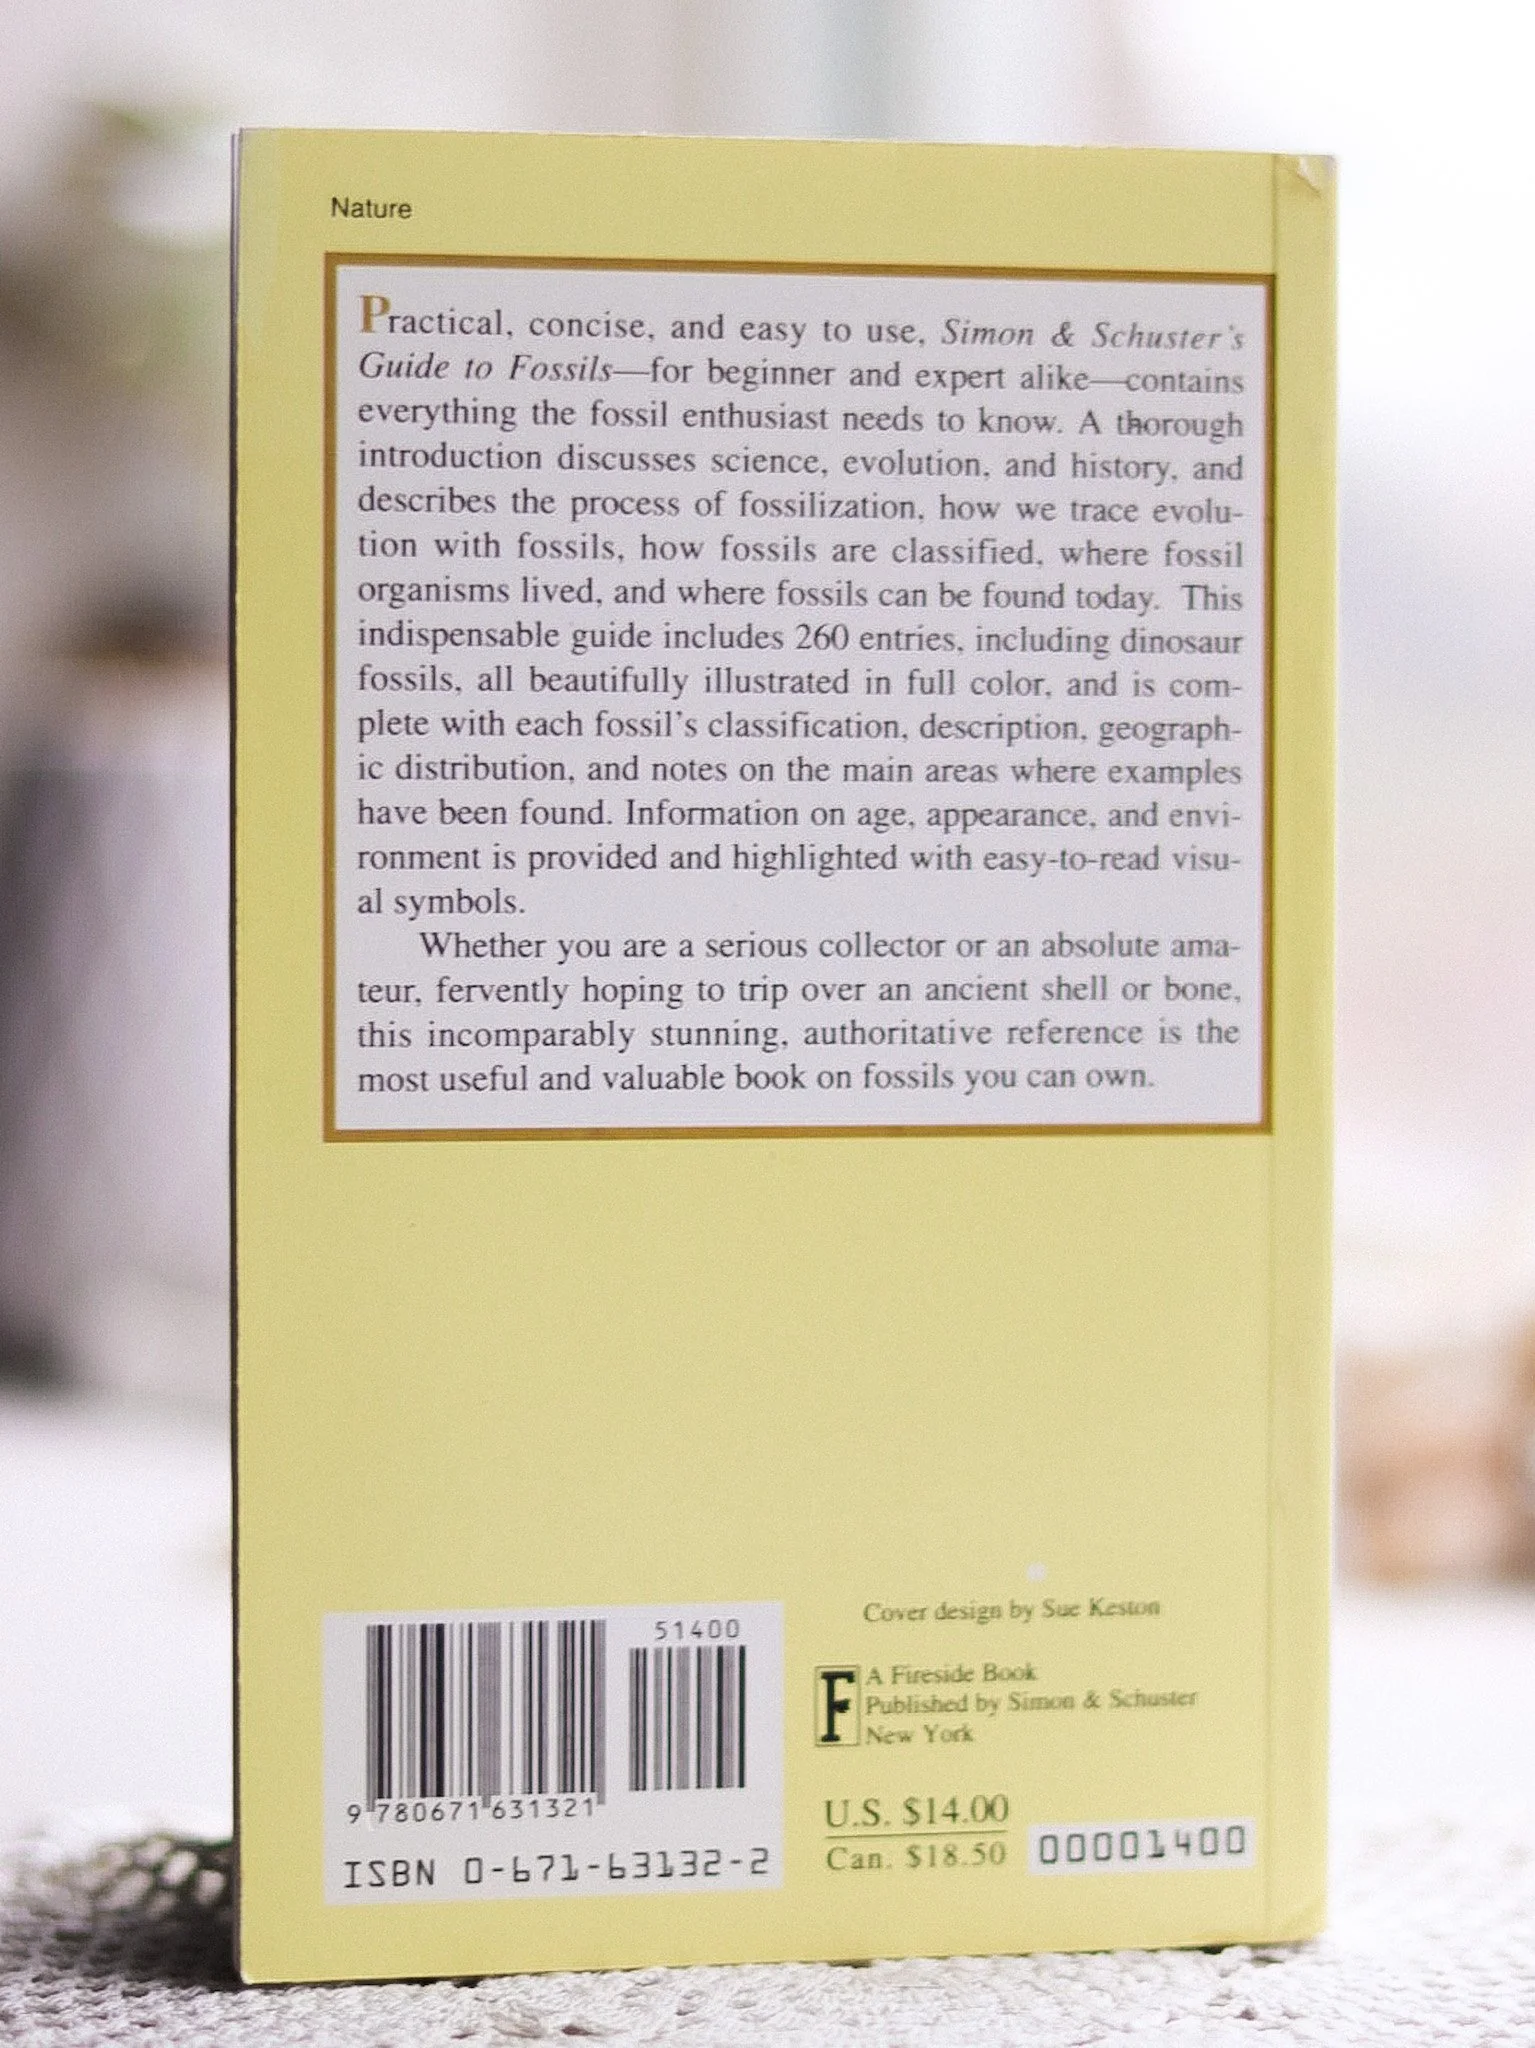 Nature
Practical, concise, and easy to use, Simon & Schuster's
Guide to Fossils—for beginner and expert alike—contains
everything the fossil enthusiast needs to know. A thorough
introduction discusses science, evolution, and history, and
describes the process of fossilization, how we trace evolu-
tion with fossils, how fossils are classified, where fossil
organisms lived, and where fossils can be found today. This
indispensable guide includes 260 entries, including dinosaur
fossils, all beautifully illustrated in full color, and is com-
plete with each fossil's classification, description, geograph-
ic distribution, and notes on the main areas where examples
have been found. Information on age, appearance, and envi-
ronment is provided and highlighted with easy-to-read visu-
al symbols.
Whether you are a serious collector or an absolute ama-
teur, fervently hoping to trip over an ancient shell or bone,
this incomparably stunning, authoritative reference is the
most useful and valuable book on fossils you can own.
51400
9 780671 631321
ISBN 0-671-63132-2
Cover design by Sue Keston
F
A Fireside Book
Published by Simon & Schuster
New York
U.S. $14.00
Can. $18.50
00001400